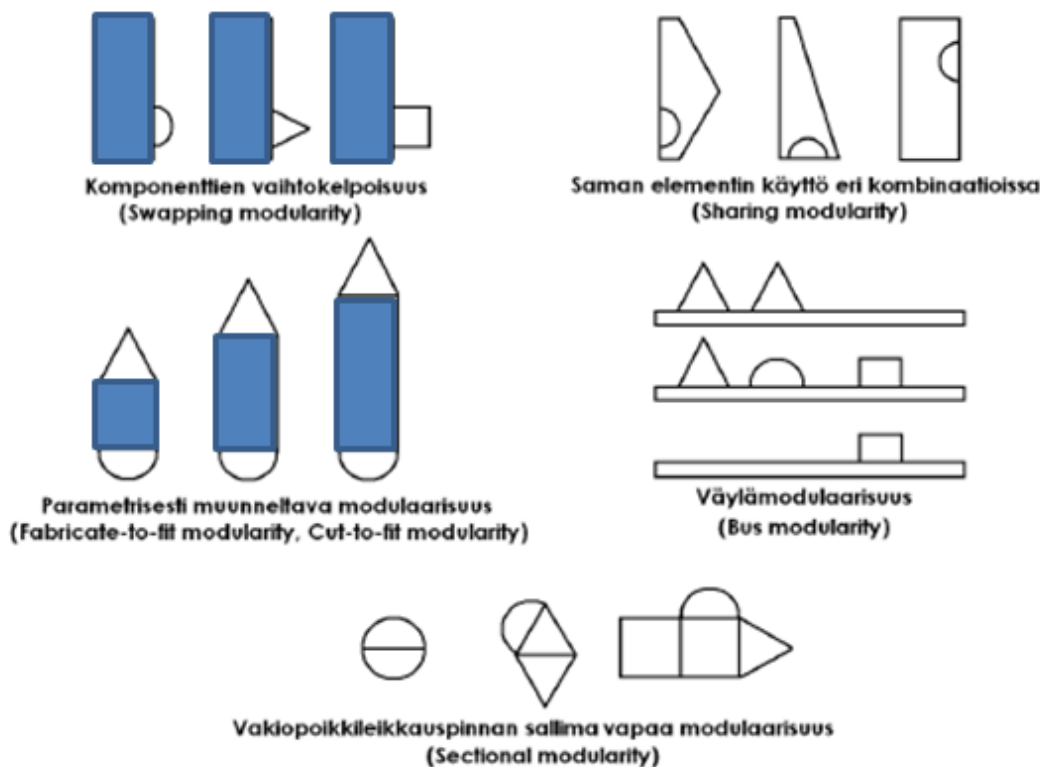 Komponenttien vaihtokelpoisuus
(Swapping modularity)
Saman elementin käyttö eri kombinaatioissa
(Sharing modularity)
Parametrisesti muunneltava modulaarisuus
(Fabricate-to-fit modularity, Cut-to-fit modularity)
Väylämodulaarisuus
(Bus modularity)
Vakiopoikkileikkauspinnan sallima vapaa modulaarisuus
(Sectional modularity)